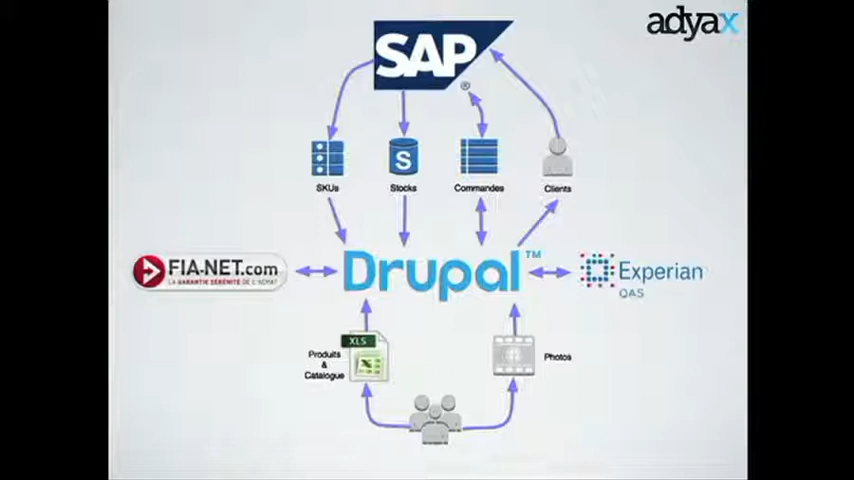 adyax
SAP
®
SKUs
Stocks
S
Commandes
Clients
FIA-NET.com
LA GARANTIE SÉRÉNITÉ DE L'ACHAT
Drupal™
Experian
QAS
XLS
Produits
&
Catalogue
Photos